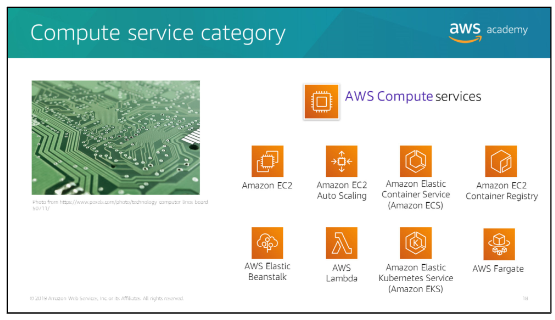 Compute service category
aws academy
AWS Compute services
Amazon EC2
Amazon EC2
Auto Scaling
Amazon Elastic
Container Service
(Amazon ECS)
Amazon EC2
Container Registry
Photo from https://www.pexels.com/photo/technology-computer-lines-board
AWS Elastic
Beanstalk
AWS
Lambda
Amazon Elastic
Kubernetes Service
(Amazon EKS)
AWS Fargate
© 2019 Amazon Web Services, Inc. or its Affiliates. All rights reserved.